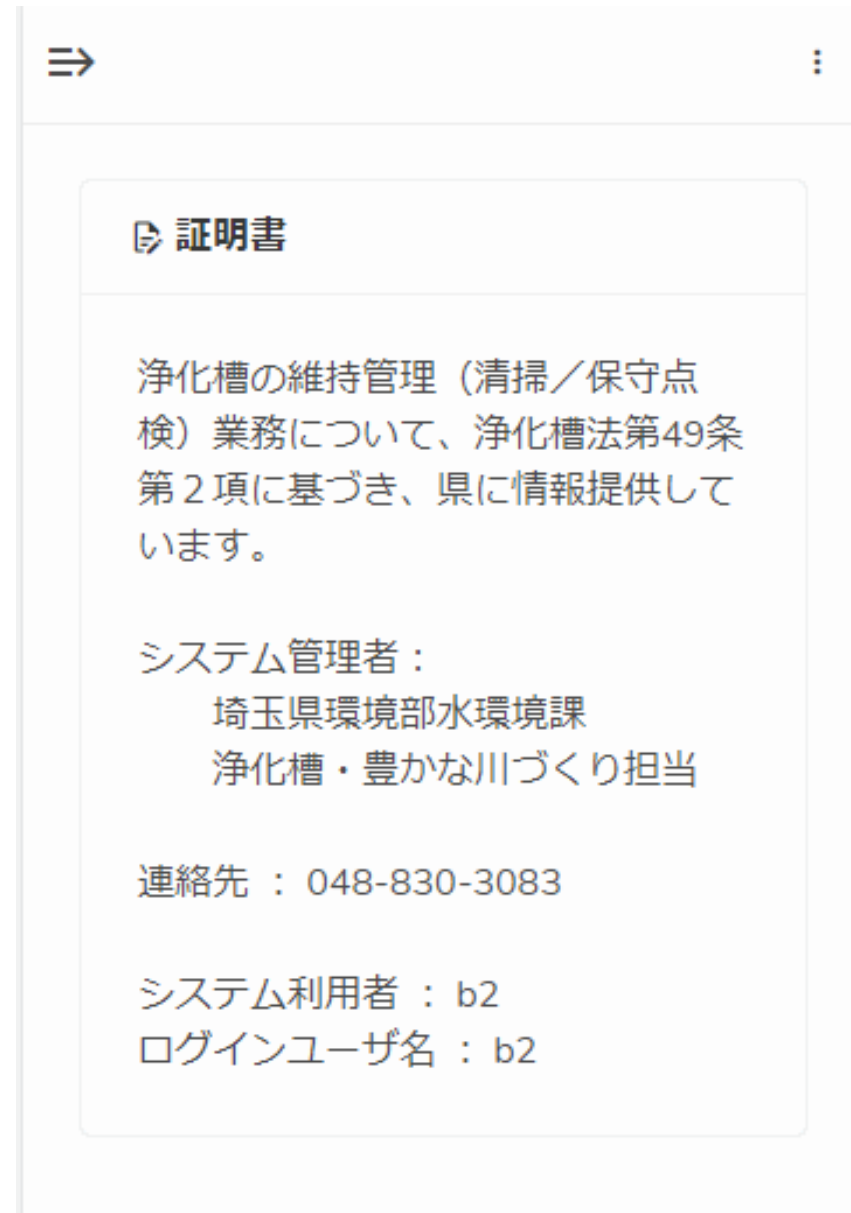 証明書
浄化槽の維持管理（清掃／保守点
検）業務について、浄化槽法第49条
第２項に基づき、県に情報提供して
います。
システム管理者：
埼玉県環境部水環境課
浄化槽・豊かな川づくり担当
連絡先 ： 048-830-3083
システム利用者 ： b2
ログインユーザ名 ： b2